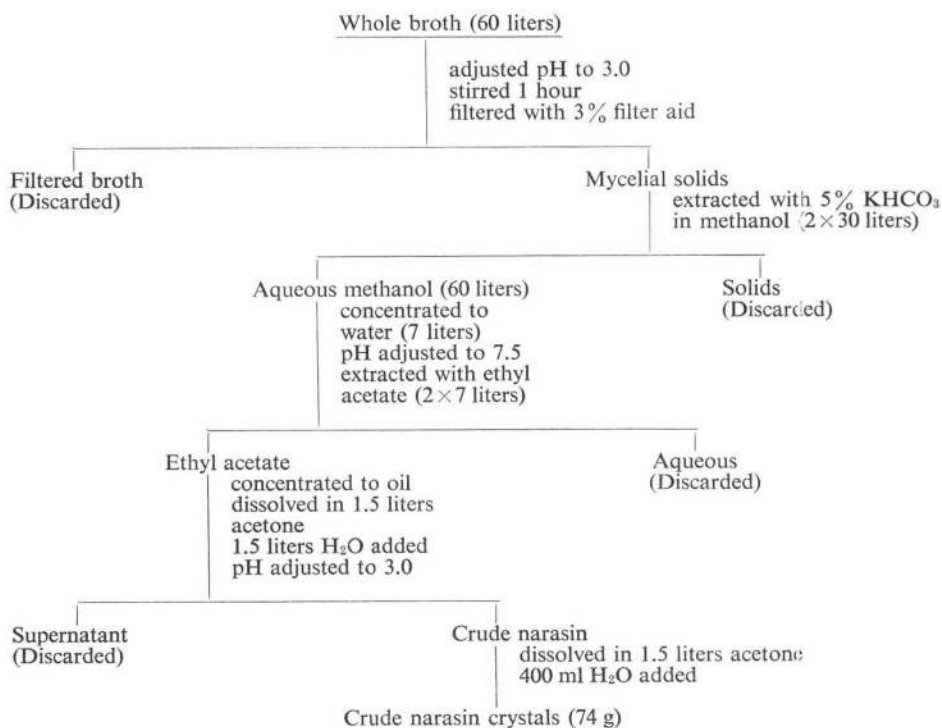 Whole broth (60 liters)
adjusted pH to 3.0
stirred 1 hour
filtered with 3% filter aid
Filtered broth
(Discarded)
Mycelial solids
extracted with 5% KHCO₃
in methanol (2×30 liters)
Aqueous methanol (60 liters)
concentrated to
water (7 liters)
pH adjusted to 7.5
extracted with ethyl
acetate (2×7 liters)
Solids
(Discarded)
Ethyl acetate
concentrated to oil
dissolved in 1.5 liters
acetone
1.5 liters H₂O added
pH adjusted to 3.0
Aqueous
(Discarded)
Supernatant
(Discarded)
Crude narasin
dissolved in 1.5 liters acetone
400 ml H₂O added
Crude narasin crystals (74 g)